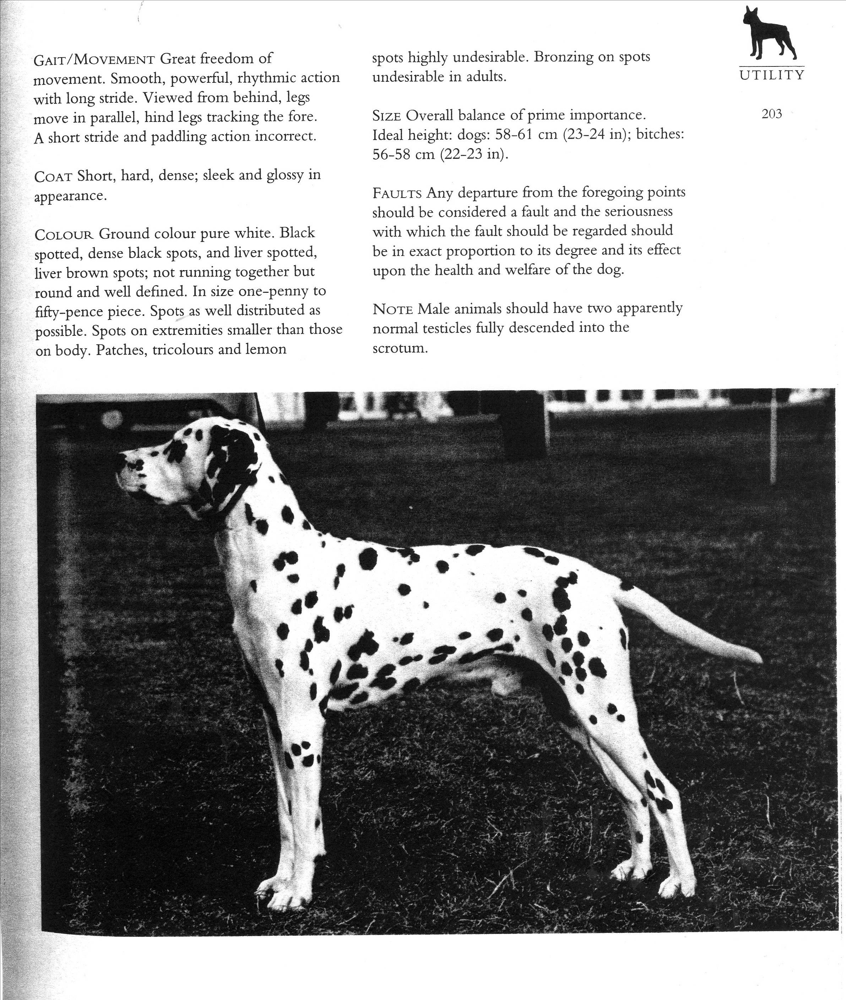 GAIT/MOVEMENT Great freedom of
movement. Smooth, powerful, rhythmic action
with long stride. Viewed from behind, legs
move in parallel, hind legs tracking the fore.
A short stride and paddling action incorrect.
COAT Short, hard, dense; sleek and glossy in
appearance.
COLOUR Ground colour pure white. Black
spotted, dense black spots, and liver spotted,
liver brown spots; not running together but
round and well defined. In size one-penny to
fifty-pence piece. Spots as well distributed as
possible. Spots on extremities smaller than those
on body. Patches, tricolours and lemon
spots highly undesirable. Bronzing on spots
undesirable in adults.
SIZE Overall balance of prime importance.
Ideal height: dogs: 58–61 cm (23–24 in); bitches:
56–58 cm (22–23 in).
FAULTS Any departure from the foregoing points
should be considered a fault and the seriousness
with which the fault should be regarded should
be in exact proportion to its degree and its effect
upon the health and welfare of the dog.
NOTE Male animals should have two apparently
normal testicles fully descended into the
scrotum.
UTILITY
203